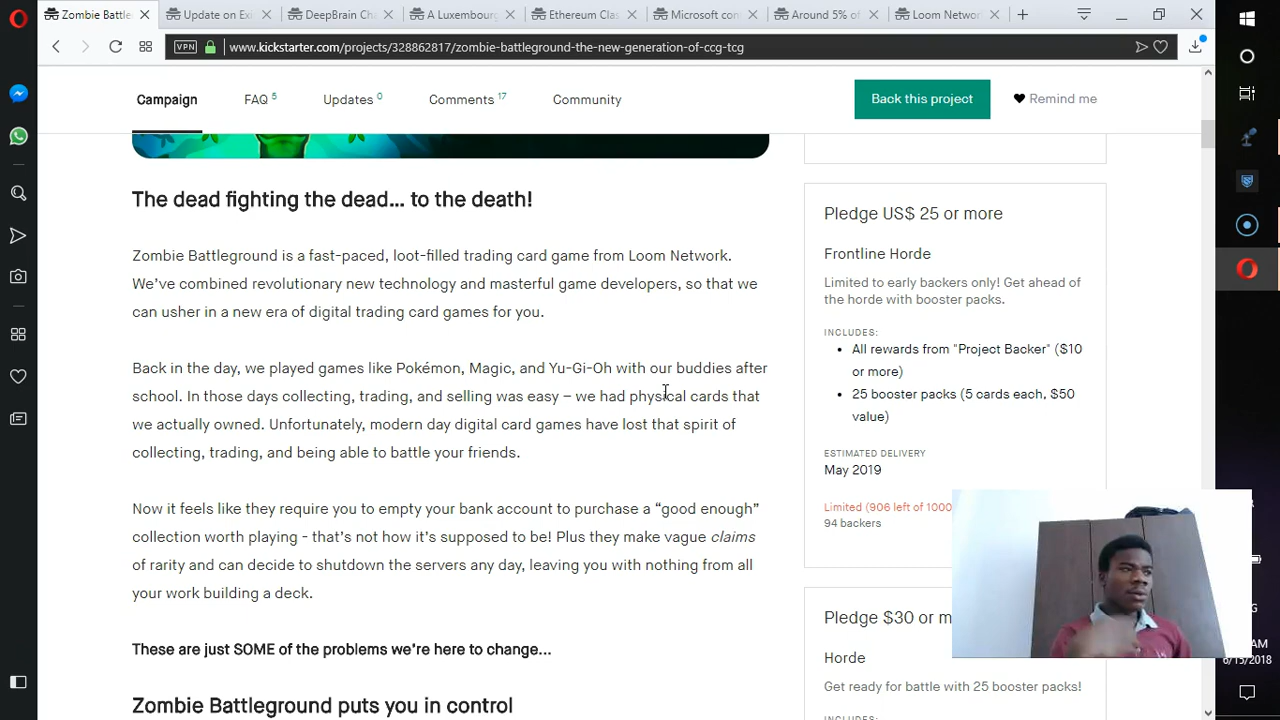 Zombie Battle
Update on Exi
DeepBrain Cha
A Luxembourg
Ethereum Clas
Microsoft con
Around 5% of
Loom Networ
VPN
www.kickstarter.com/projects/328862817/zombie-battleground-the-new-generation-of-ccg-tcg
Campaign
FAQ 5
Updates 0
Comments 17
Community
Back this project
Remind me
The dead fighting the dead... to the death!
Zombie Battleground is a fast-paced, loot-filled trading card game from Loom Network.
We've combined revolutionary new technology and masterful game developers, so that we
can usher in a new era of digital trading card games for you.
Back in the day, we played games like Pokémon, Magic, and Yu-Gi-Oh with our buddies after
school. In those days collecting, trading, and selling was easy – we had physical cards that
we actually owned. Unfortunately, modern day digital card games have lost that spirit of
collecting, trading, and being able to battle your friends.
Now it feels like they require you to empty your bank account to purchase a “good enough”
collection worth playing - that’s not how it’s supposed to be! Plus they make vague claims
of rarity and can decide to shutdown the servers any day, leaving you with nothing from all
your work building a deck.
These are just SOME of the problems we’re here to change...
Zombie Battleground puts you in control
Pledge US$ 25 or more
Frontline Horde
Limited to early backers only! Get ahead of
the horde with booster packs.
INCLUDES:
All rewards from "Project Backer" ($10
or more)
25 booster packs (5 cards each, $50
value)
ESTIMATED DELIVERY
May 2019
Limited (906 left of 1000
94 backers
Pledge $30 or m
Horde
Get ready for battle with 25 booster packs!
AM
6/15/2018